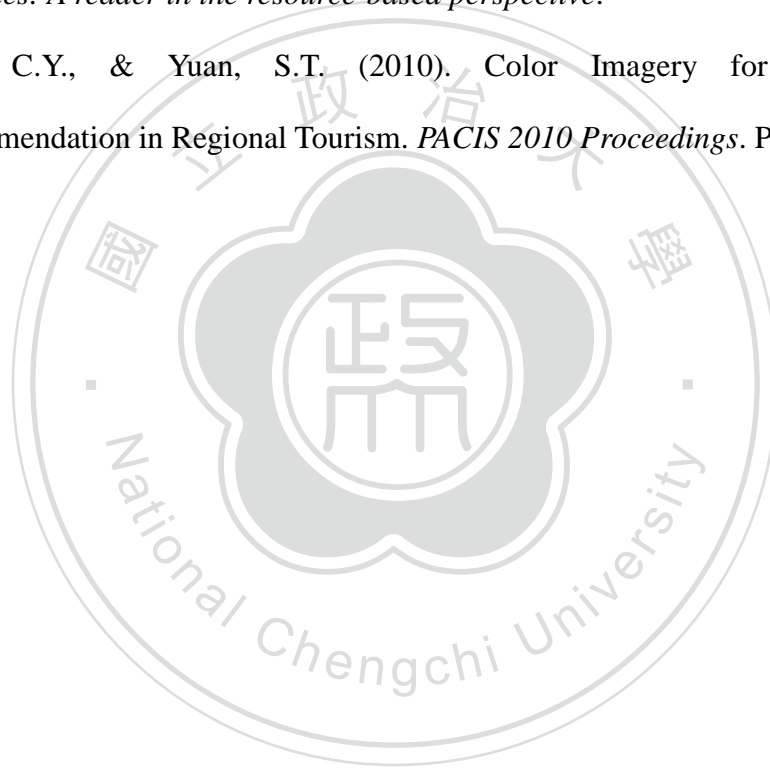 A reader in the resource-based perspective.
C.Y., & Yuan, S.T. (2010). Color Imagery for
mendation in Regional Tourism. PACIS 2010 Proceedings. P
國立政治大學
政大
National Chengchi University